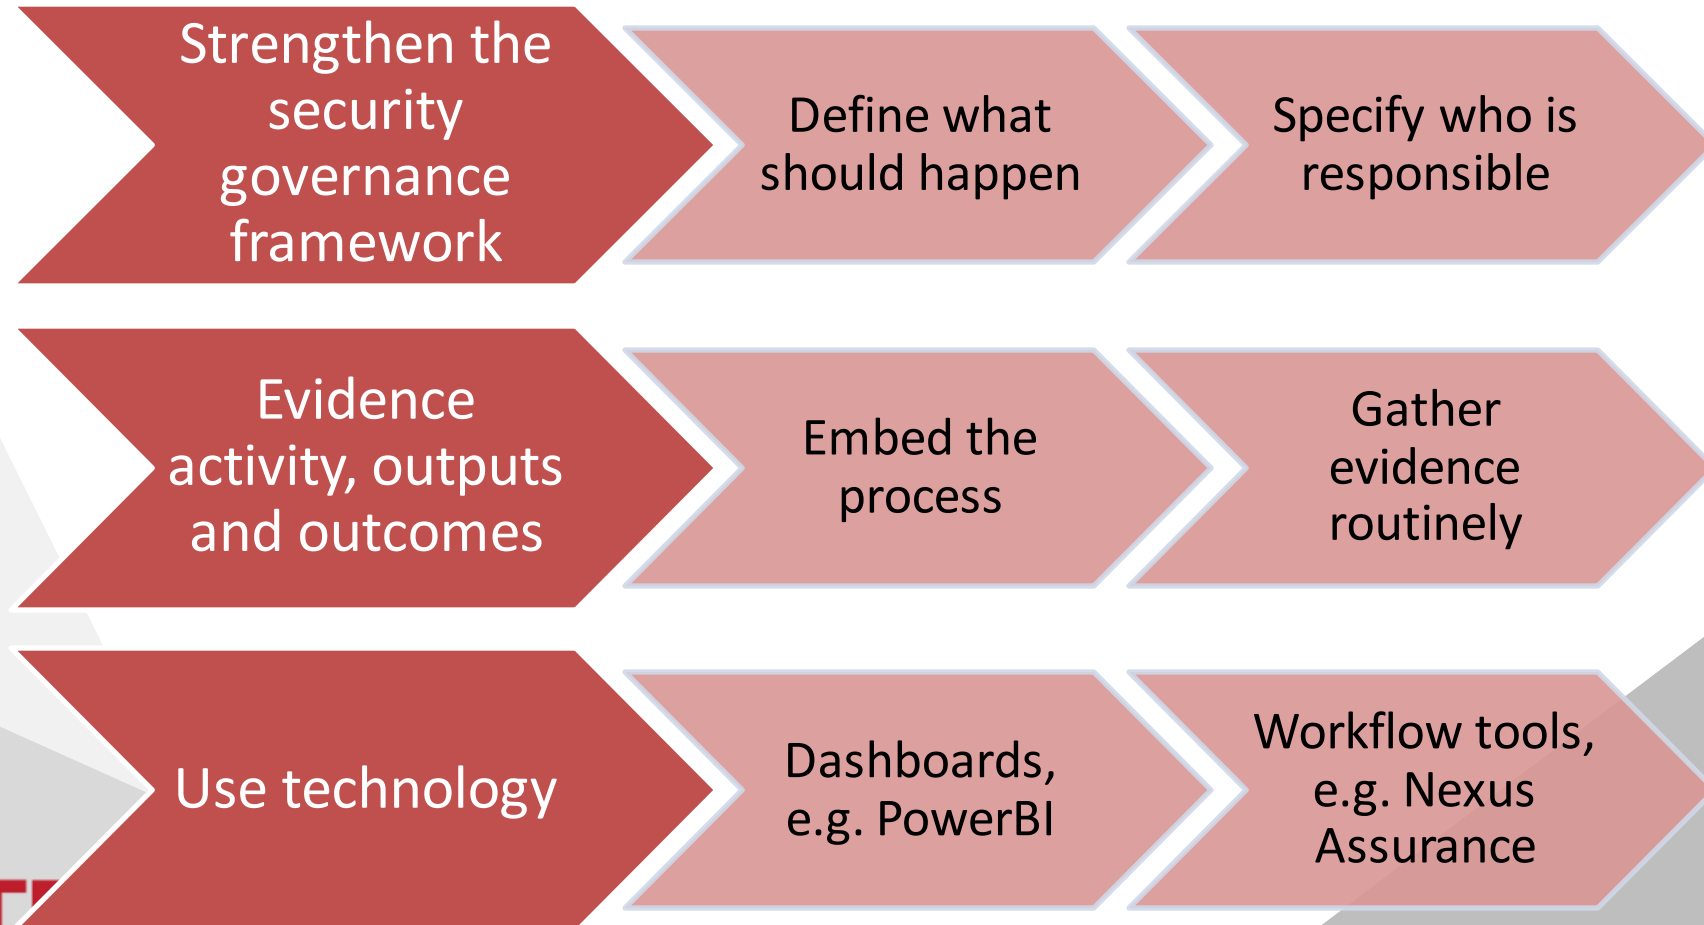 Strengthen the
security
governance
framework
Define what
should happen
Specify who is
responsible
Evidence
activity, outputs
and outcomes
Embed the
process
Gather
evidence
routinely
Use technology
Dashboards,
e.g. PowerBI
Workflow tools,
e.g. Nexus
Assurance